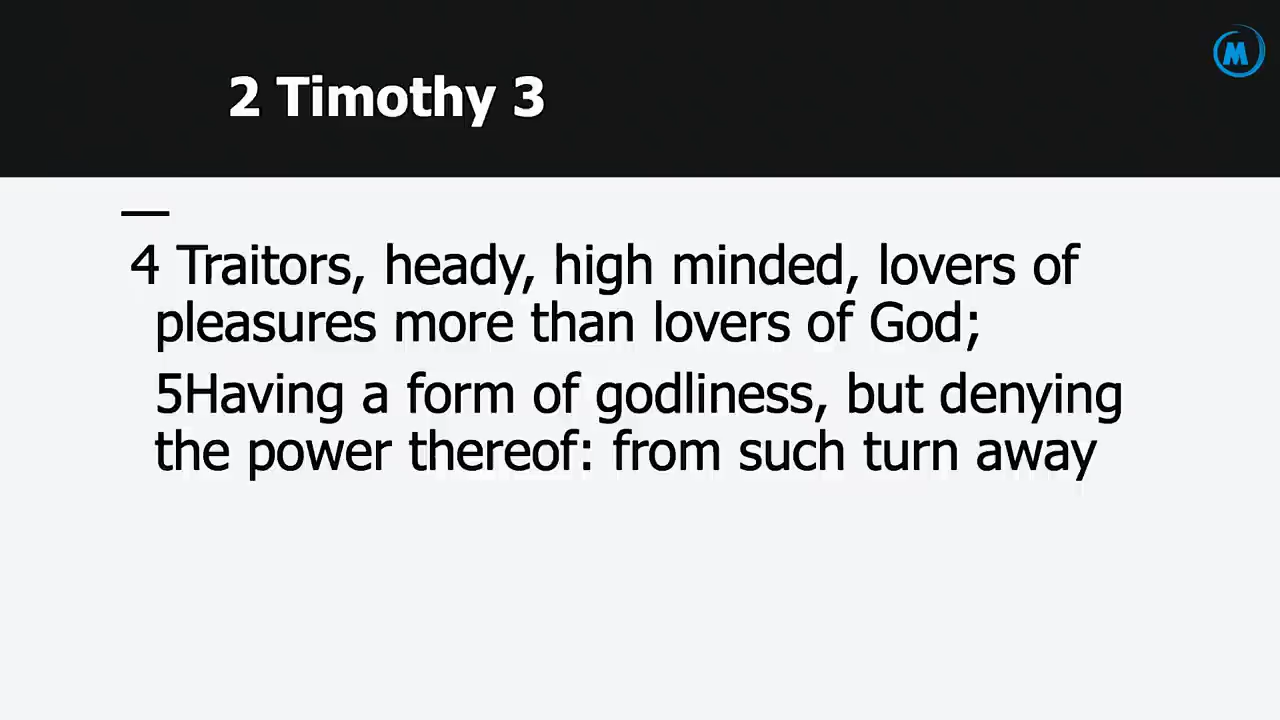 2 Timothy 3
M
4 Traitors, heady, high minded, lovers of
pleasures more than lovers of God;
5Having a form of godliness, but denying
the power thereof: from such turn away